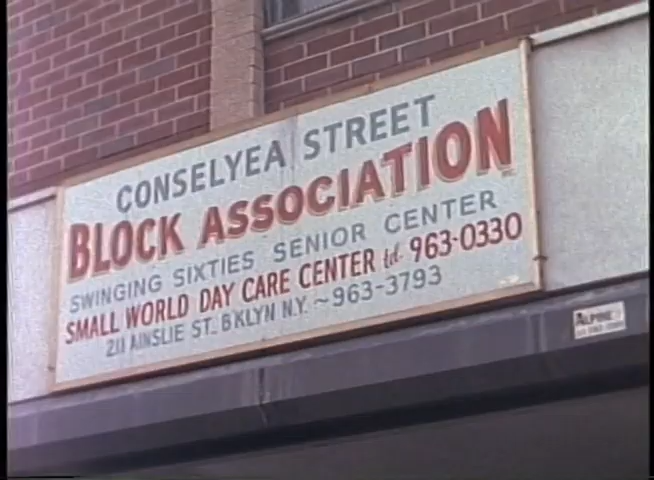 CONSELYEA STREET
BLOCK ASSOCIATION
SWINGING SIXTIES SENIOR CENTER
SMALL WORLD DAY CARE CENTER tel. 963-0330
211 AINSLIE ST. BKLYN N.Y. ~ 963-3793